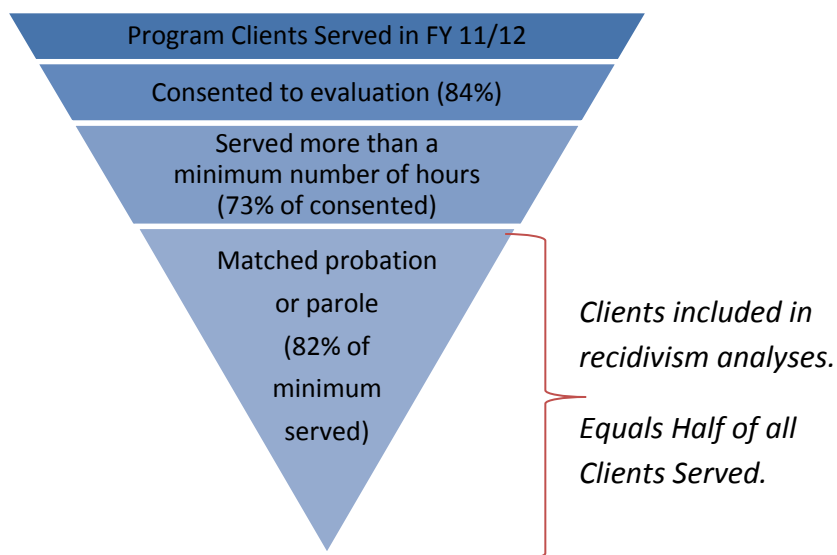 Program Clients Served in FY 11/12
Consented to evaluation (84%)
Served more than a
minimum number of hours
(73% of consented)
Matched probation
or parole
(82% of
minimum
served)
Clients included in
recidivism analyses.
Equals Half of all
Clients Served.